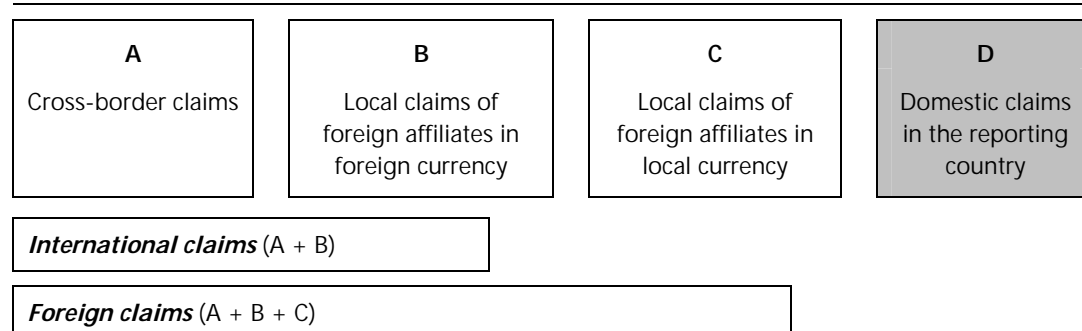 A
Cross-border claims
B
Local claims of
foreign affiliates in
foreign currency
C
Local claims of
foreign affiliates in
local currency
D
Domestic claims
in the reporting
country
International claims (A + B)
Foreign claims (A + B + C)